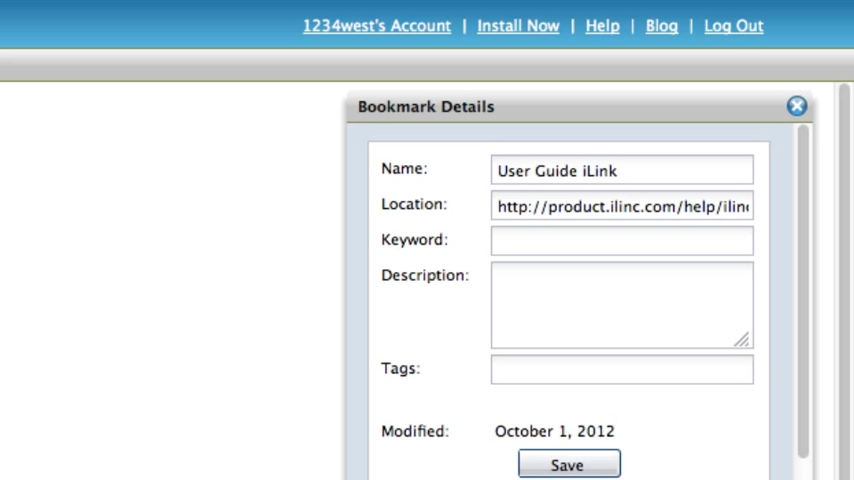 1234west's Account | Install Now | Help | Blog | Log Out
Bookmark Details
Name: User Guide iLink
Location: http://product.ilinc.com/help/ilinc
Keyword:
Description:
Tags:
Modified: October 1, 2012
Save